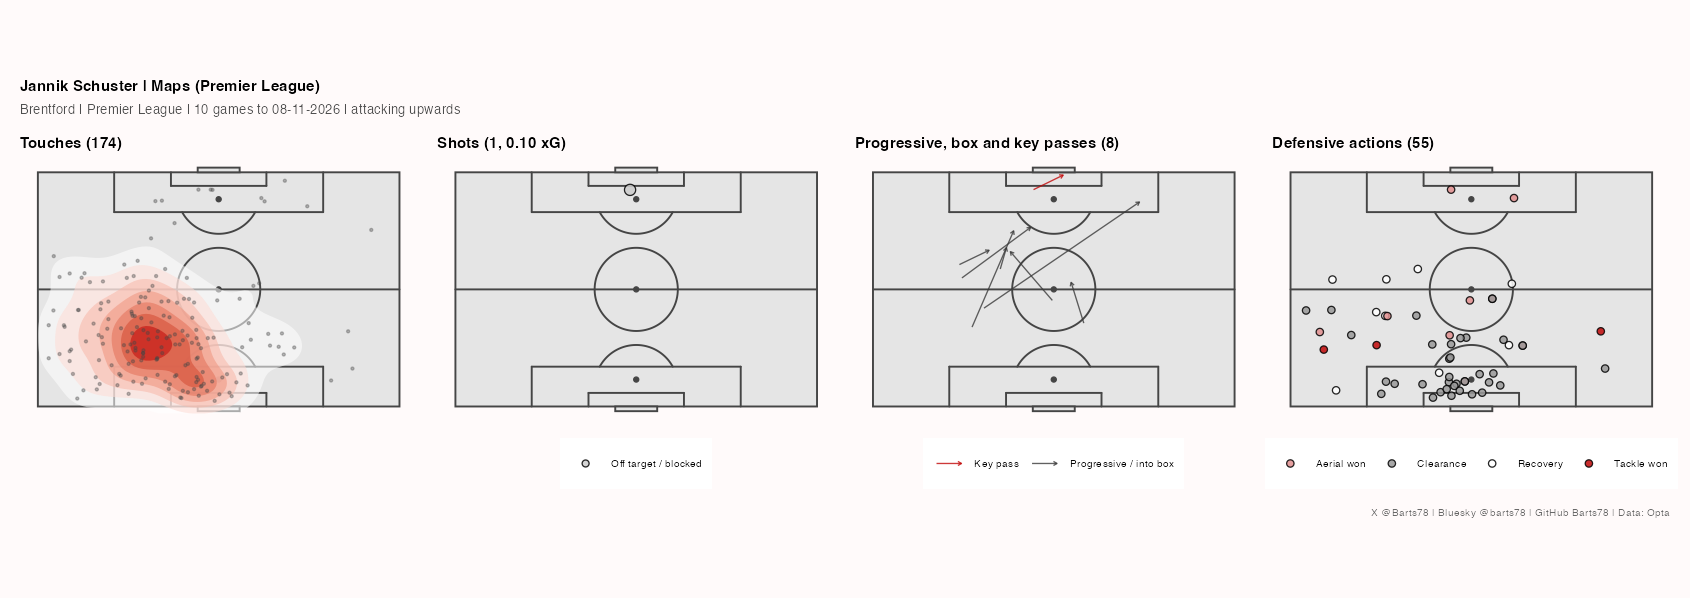 Jannik Schuster | Maps (Premier League)
Brentford | Premier League | 10 games to 08-11-2026 | attacking upwards
Touches (174)
Shots (1, 0.10 xG)
Progressive, box and key passes (8)
Defensive actions (55)
Off target / blocked
Key pass
Progressive / into box
Aerial won
Clearance
Recovery
Tackle won
X @Barts78 | Bluesky @barts78 | GitHub Barts78 | Data: Opta